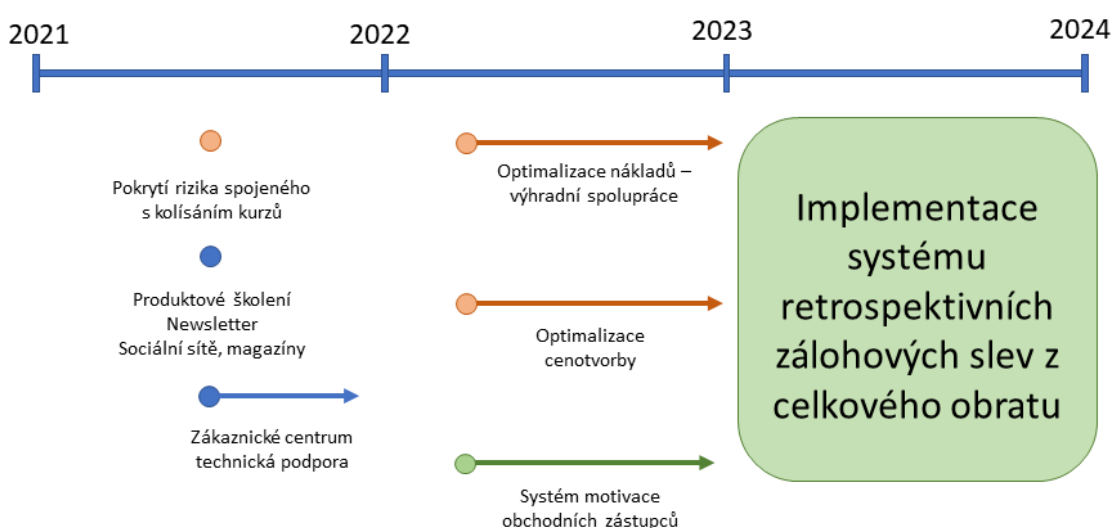 2021
2022
2023
2024
Pokrytí rizika spojeného
s kolísáním kurzů
Produktové školení
Newsletter
Sociální sítě, magazíny
Zákaznické centrum
technická podpora
Optimalizace nákladů –
výhradní spolupráce
Optimalizace
cenotvorby
Systém motivace
obchodních zástupců
Implementace
systému
retrospektivních
zálohových slev z
celkového obratu